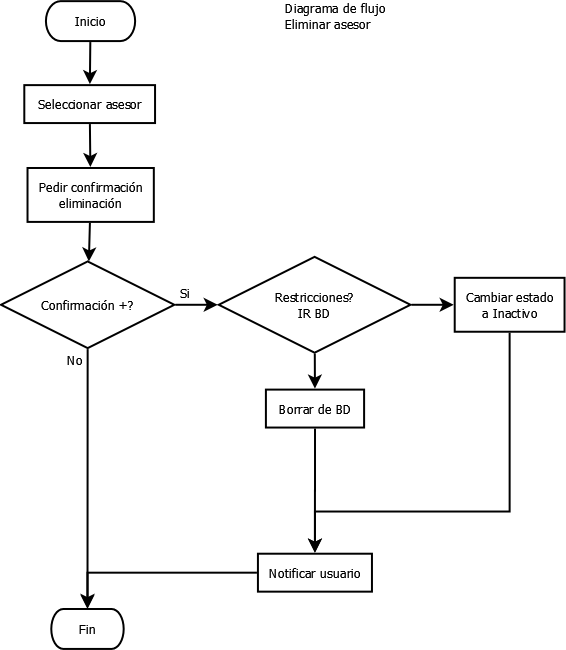 Diagrama de flujo
Eliminar asesor
Inicio
Seleccionar asesor
Pedir confirmación
eliminación
Confirmación +?
Si
No
Restricciones?
IR BD
Cambiar estado
a Inactivo
Borrar de BD
Notificar usuario
Fin